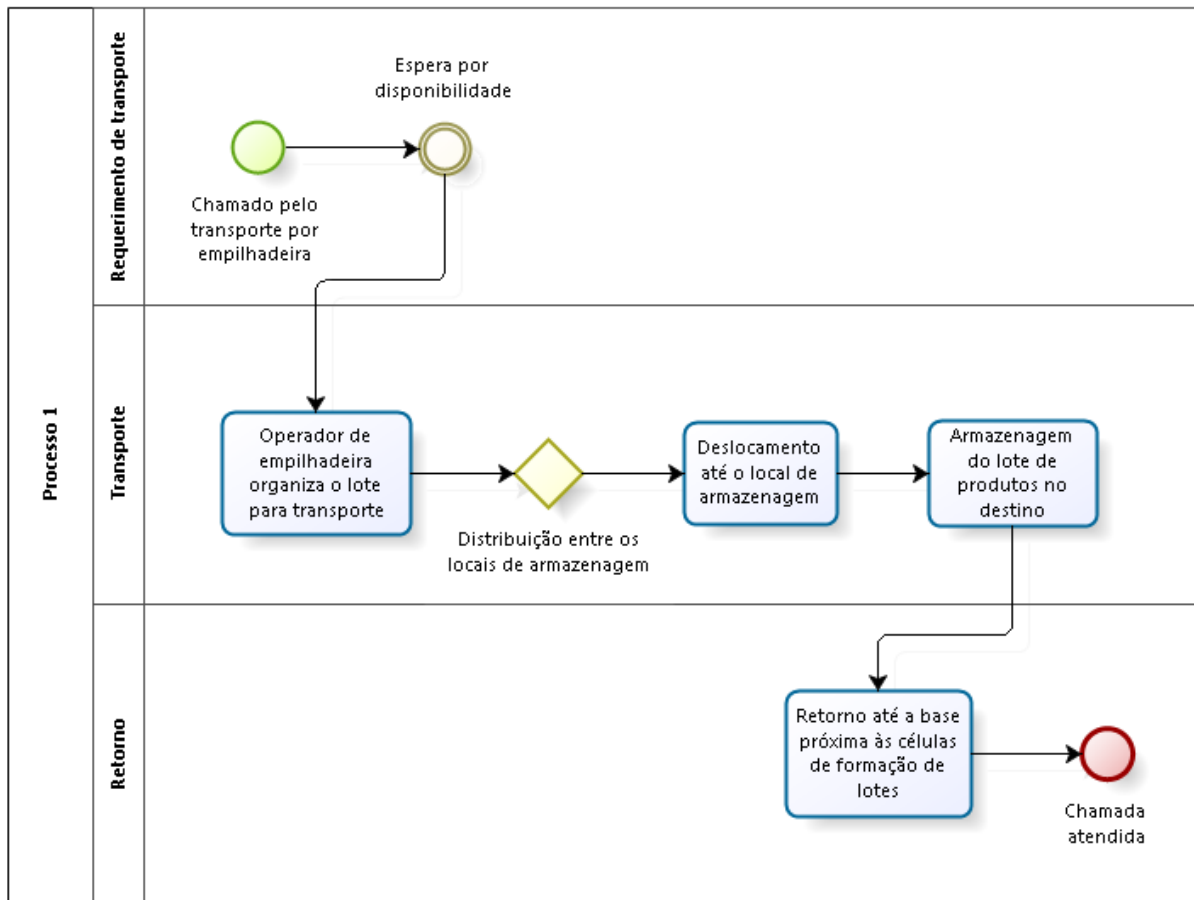 Processo 1
Requerimento de transporte
Espera por
disponibilidade
Chamado pelo
transporte por
empilhadeira
Transporte
Operador de
empilhadeira
organiza o lote
para transporte
Distribuição entre os
locais de armazenagem
Deslocamento
até o local de
armazenagem
Armazenagem
do lote de
produtos no
destino
Retorno
Retorno até a base
próxima às células
de formação de
lotes
Chamada
atendida